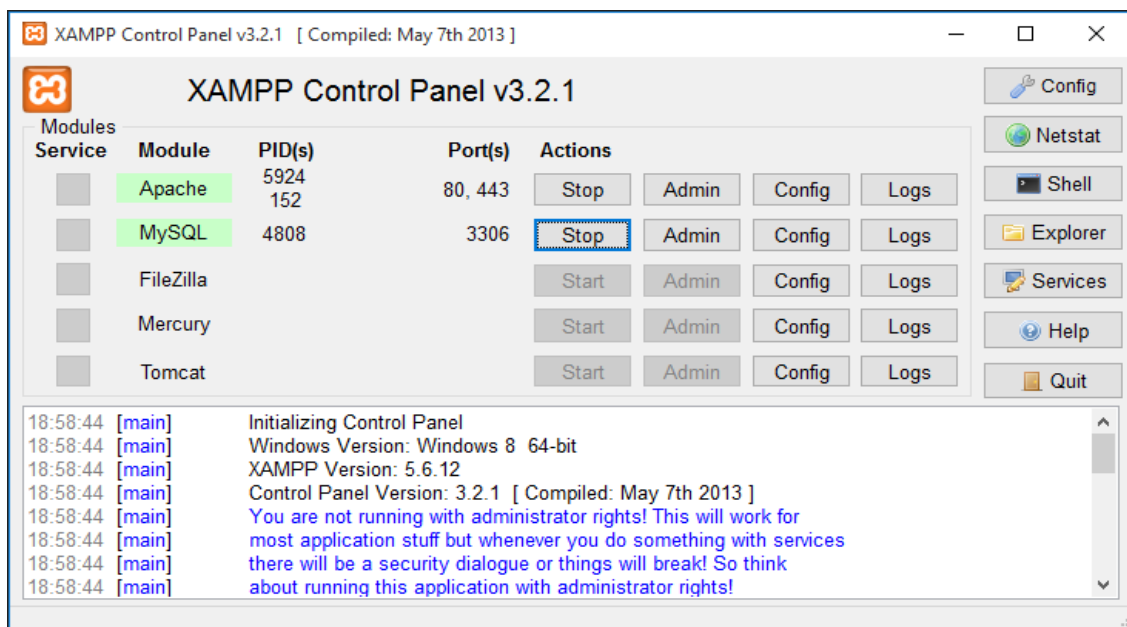 XAMPP Control Panel v3.2.1 [ Compiled: May 7th 2013 ]
XAMPP Control Panel v3.2.1
Config
Modules
Netstat
Service Module PID(s) Port(s) Actions
Apache 5924 152 80, 443 Stop Admin Config Logs
Shell
MySQL 4808 3306 Stop Admin Config Logs
Explorer
FileZilla Start Admin Config Logs
Services
Mercury Start Admin Config Logs
Help
Tomcat Start Admin Config Logs
Quit
18:58:44 [main] Initializing Control Panel
18:58:44 [main] Windows Version: Windows 8 64-bit
18:58:44 [main] XAMPP Version: 5.6.12
18:58:44 [main] Control Panel Version: 3.2.1 [ Compiled: May 7th 2013 ]
18:58:44 [main] You are not running with administrator rights! This will work for
18:58:44 [main] most application stuff but whenever you do something with services
18:58:44 [main] there will be a security dialogue or things will break! So think
18:58:44 [main] about running this application with administrator rights!